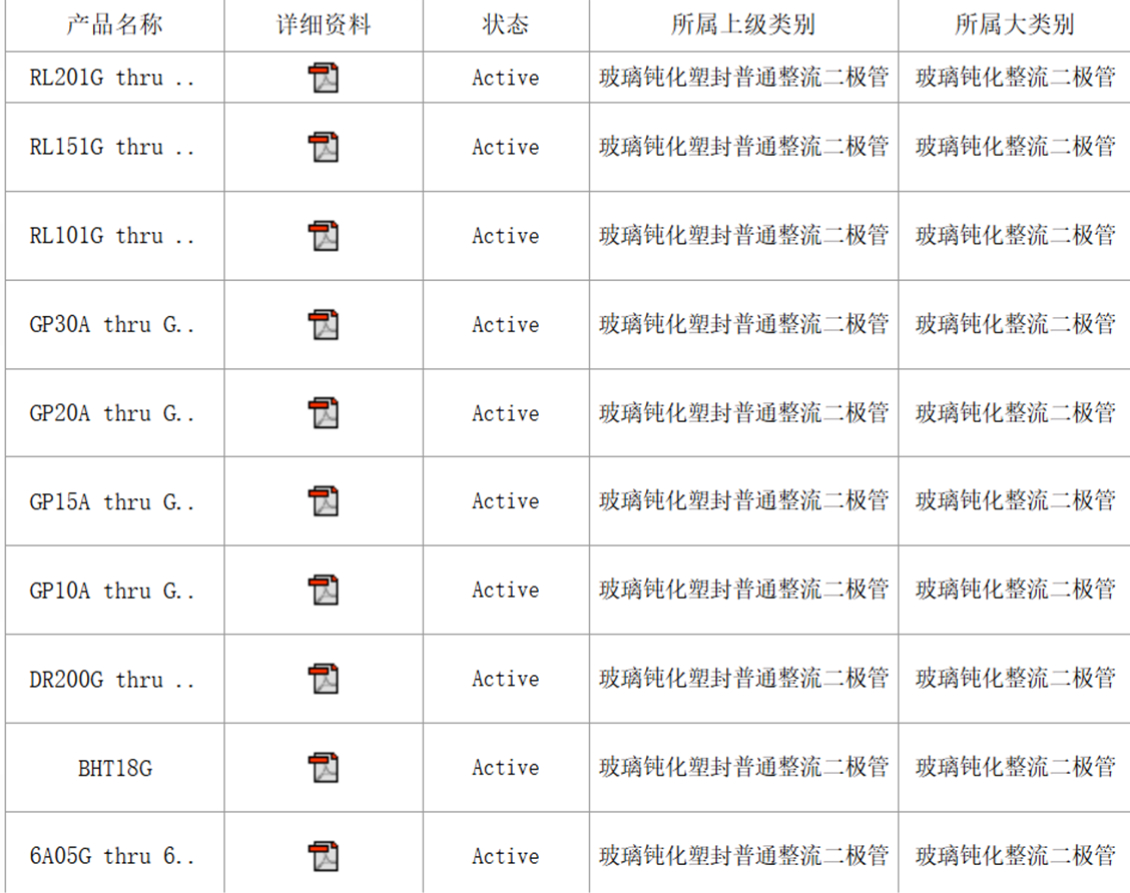 产品名称 详细资料 状态 所属上级类别 所属大类别
RL201G thru .. Active 玻璃钝化塑封普通整流二极管 玻璃钝化整流二极管
RL151G thru .. Active 玻璃钝化塑封普通整流二极管 玻璃钝化整流二极管
RL101G thru .. Active 玻璃钝化塑封普通整流二极管 玻璃钝化整流二极管
GP30A thru G.. Active 玻璃钝化塑封普通整流二极管 玻璃钝化整流二极管
GP20A thru G.. Active 玻璃钝化塑封普通整流二极管 玻璃钝化整流二极管
GP15A thru G.. Active 玻璃钝化塑封普通整流二极管 玻璃钝化整流二极管
GP10A thru G.. Active 玻璃钝化塑封普通整流二极管 玻璃钝化整流二极管
DR200G thru .. Active 玻璃钝化塑封普通整流二极管 玻璃钝化整流二极管
BHT18G Active 玻璃钝化塑封普通整流二极管 玻璃钝化整流二极管
6A05G thru 6.. Active 玻璃钝化塑封普通整流二极管 玻璃钝化整流二极管